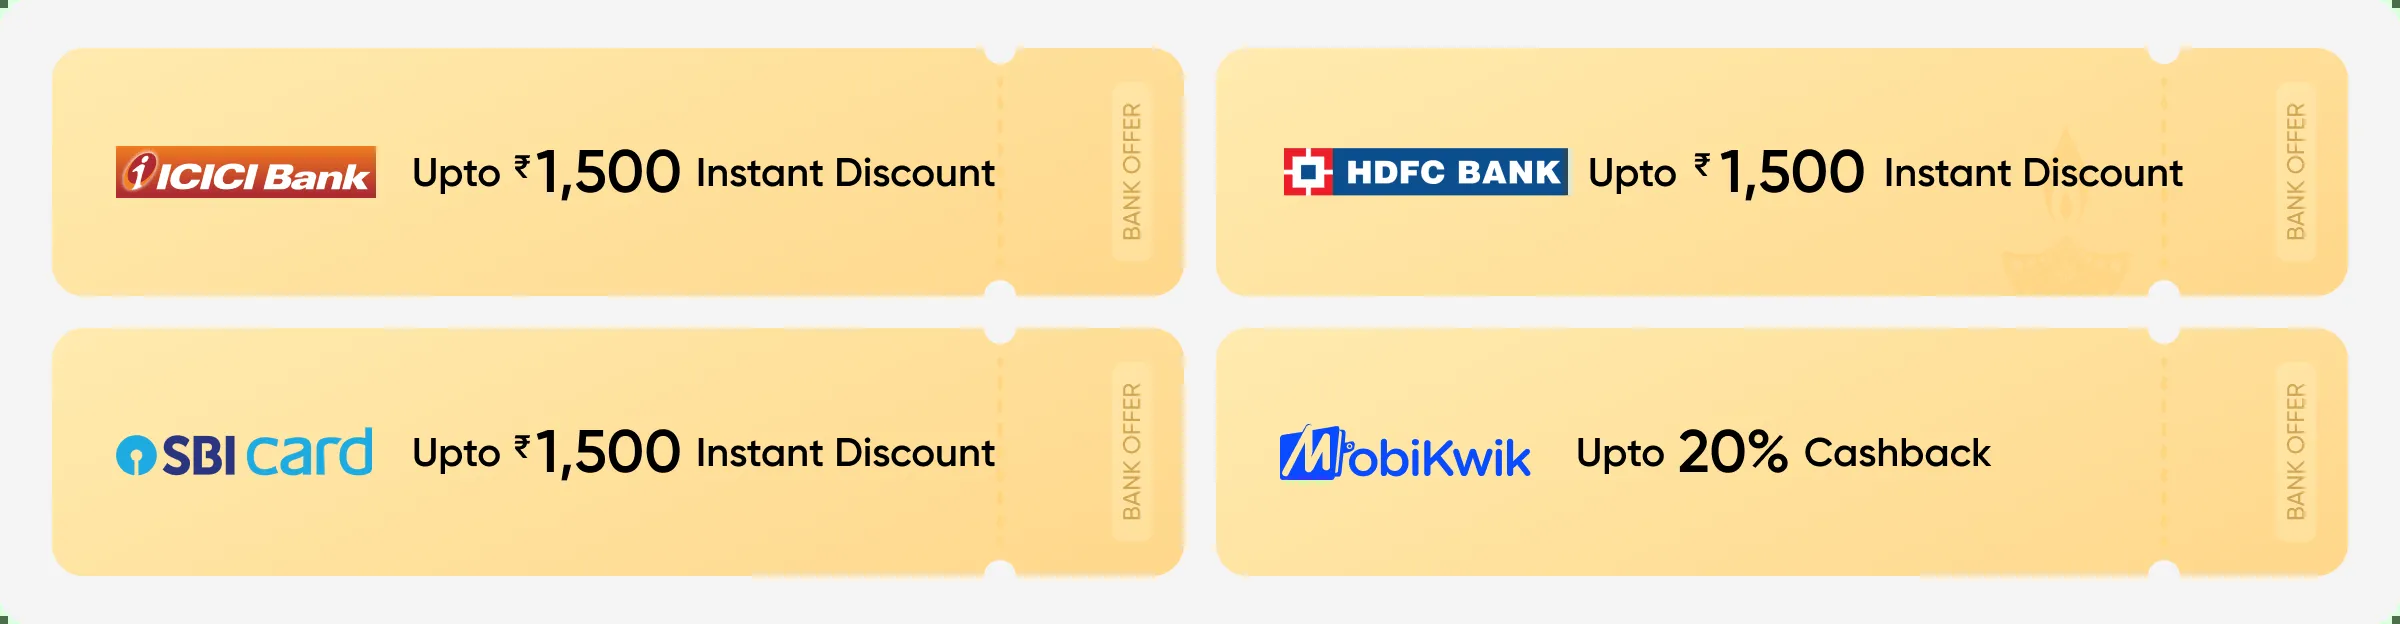 ICICI Bank Upto ₹1,500 Instant Discount
BANK OFFER
HDFC BANK Upto ₹1,500 Instant Discount
BANK OFFER
SBI card Upto ₹1,500 Instant Discount
BANK OFFER
MobiKwik Upto 20% Cashback
BANK OFFER